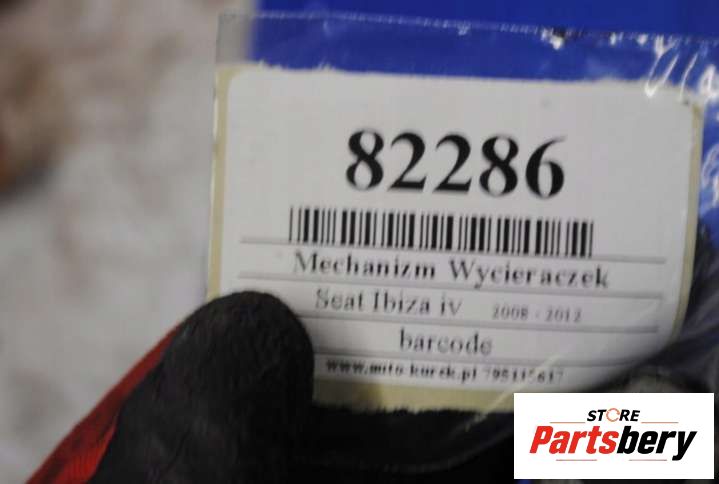 82286
Mechanizm Wycieraczek
Seat Ibiza iv 2008 - 2012
barcode
STORE
Partsbery